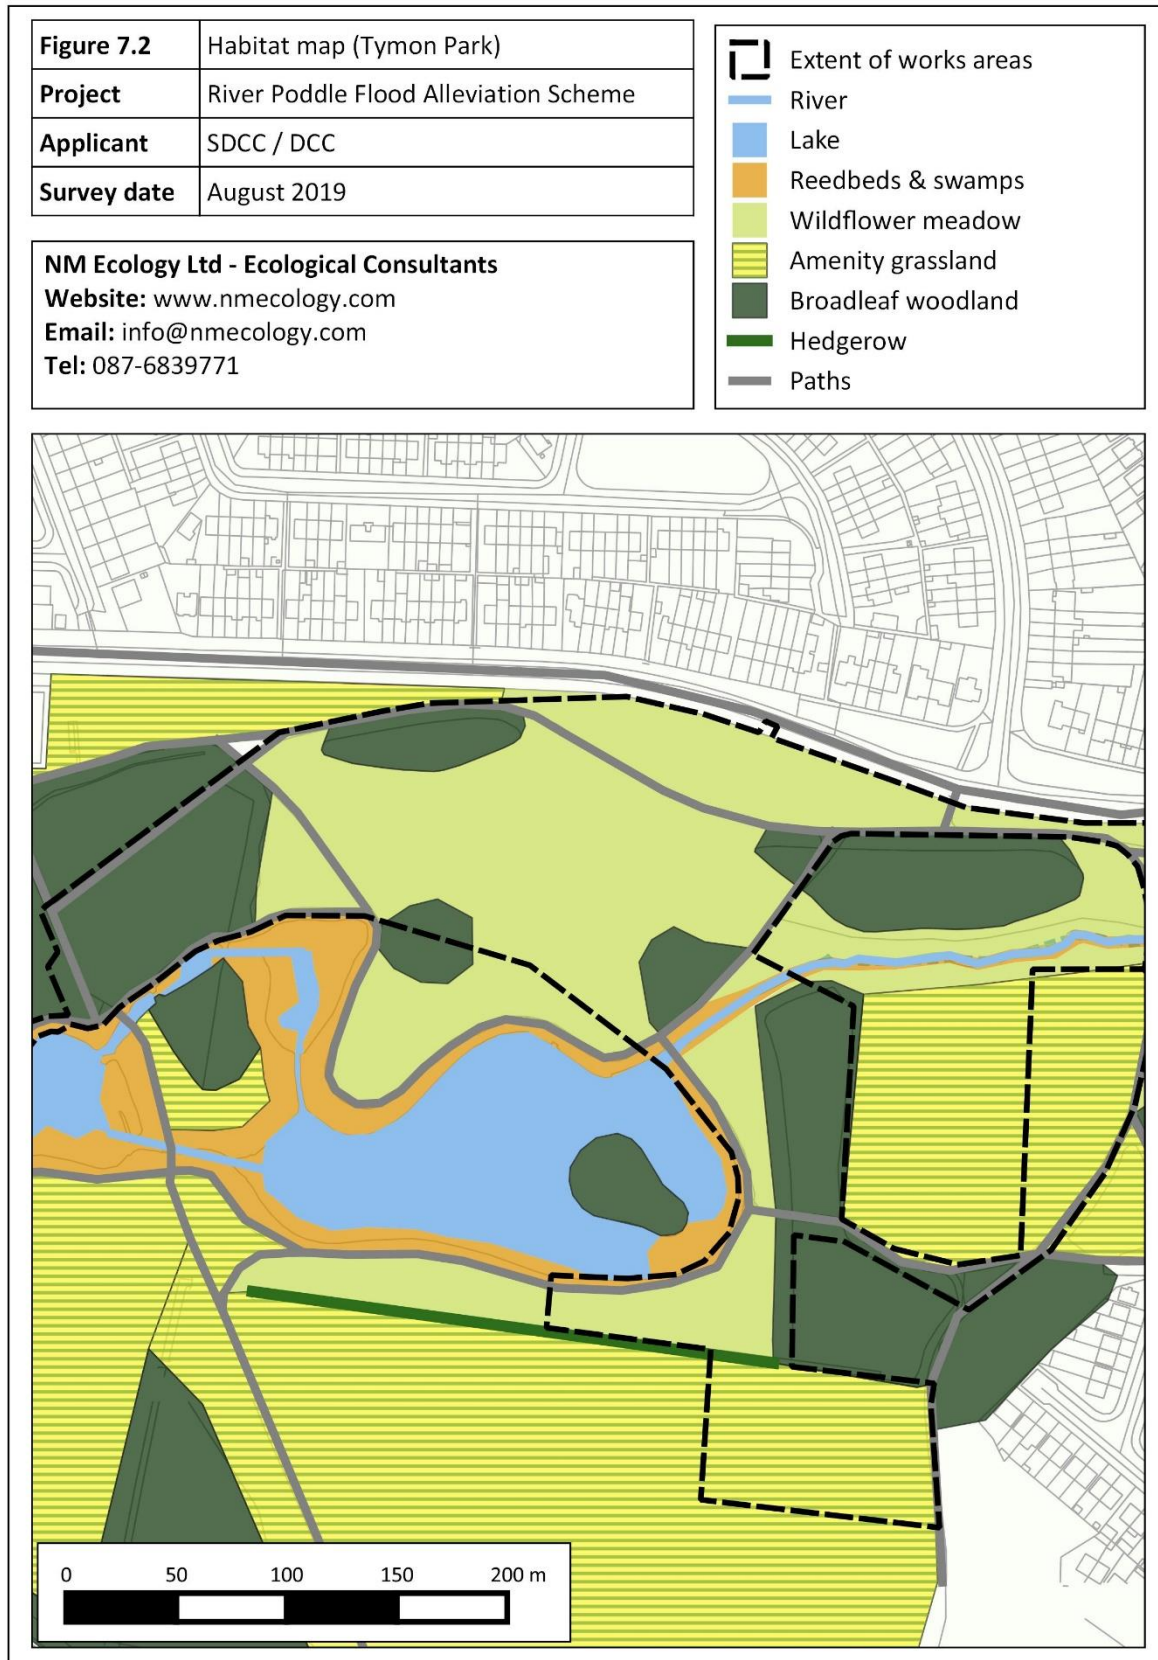 Figure 7.2 Habitat map (Tymon Park)
Project River Poddle Flood Alleviation Scheme
Applicant SDCC / DCC
Survey date August 2019
NM Ecology Ltd - Ecological Consultants
Website: www.nmecology.com
Email: info@nmecology.com
Tel: 087-6839771
Extent of works areas
River
Lake
Reedbeds & swamps
Wildflower meadow
Amenity grassland
Broadleaf woodland
Hedgerow
Paths
0 50 100 150 200 m